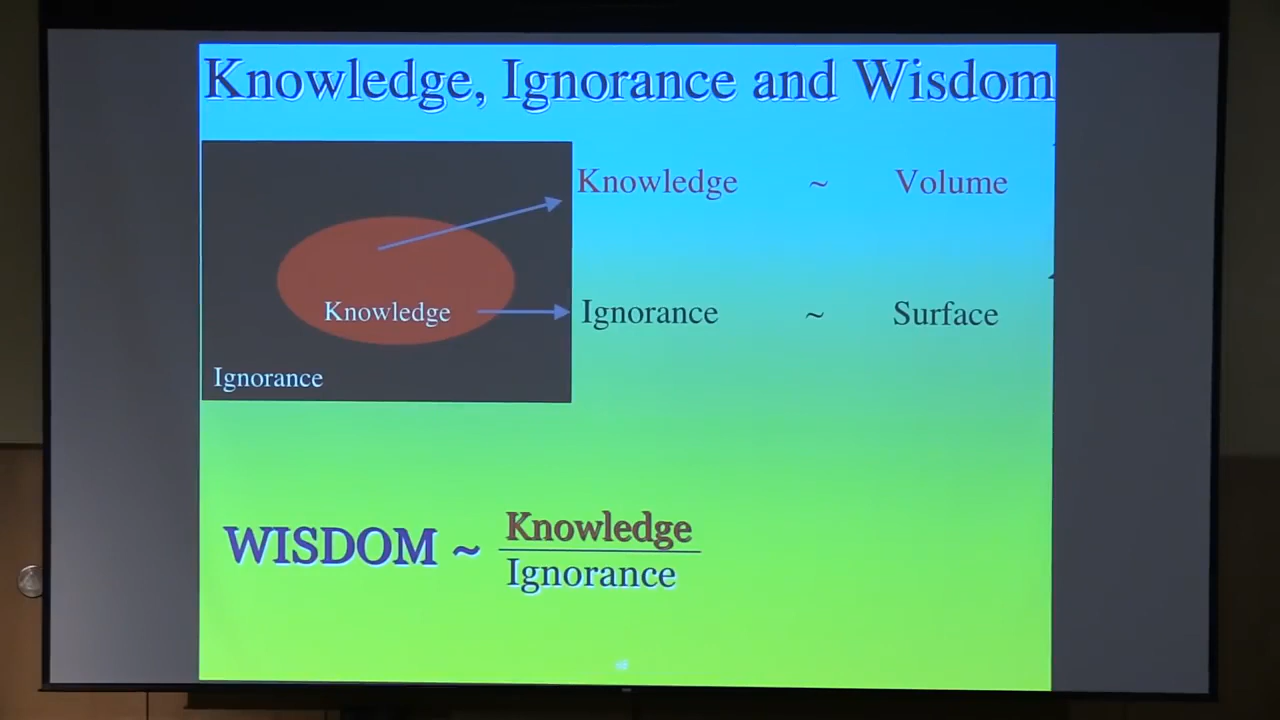 Knowledge, Ignorance and Wisdom
Knowledge ~ Volume
Knowledge
Ignorance ~ Surface
Ignorance
WISDOM ~ Knowledge
Ignorance